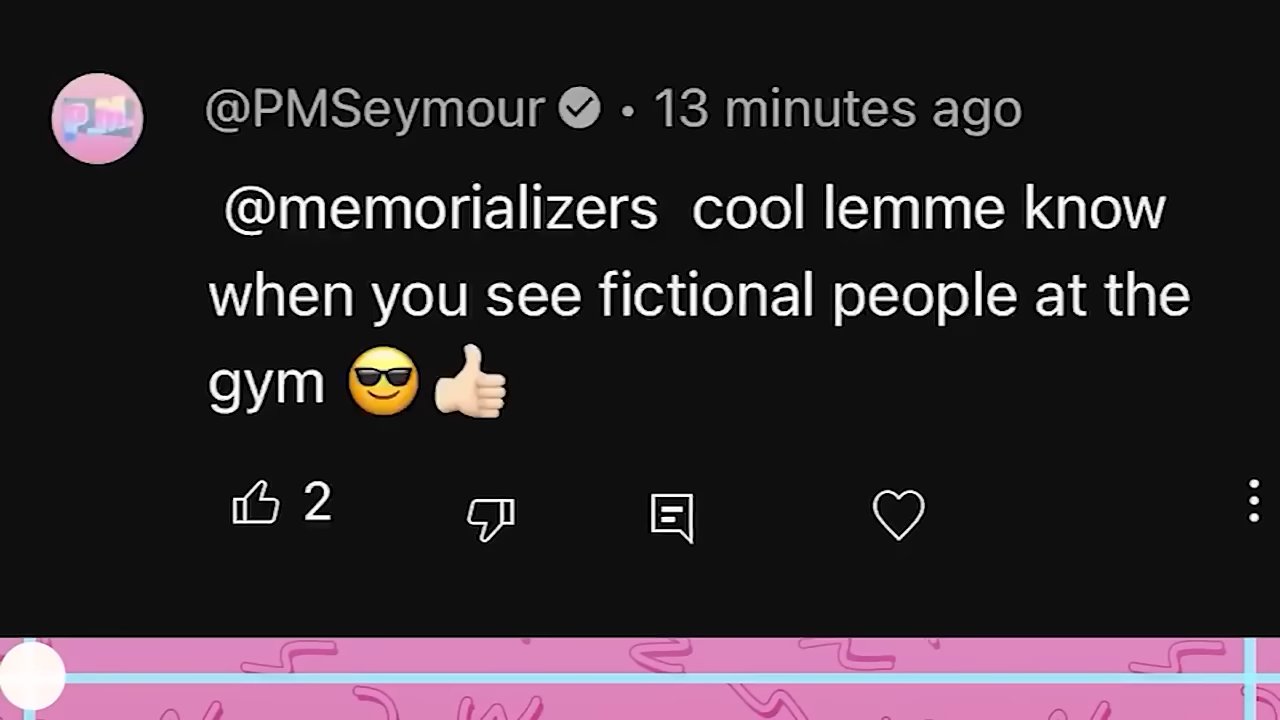 P.M.
@PMSeymour • 13 minutes ago
@memorializers cool lemme know
when you see fictional people at the
gym 😎👍🏻
2